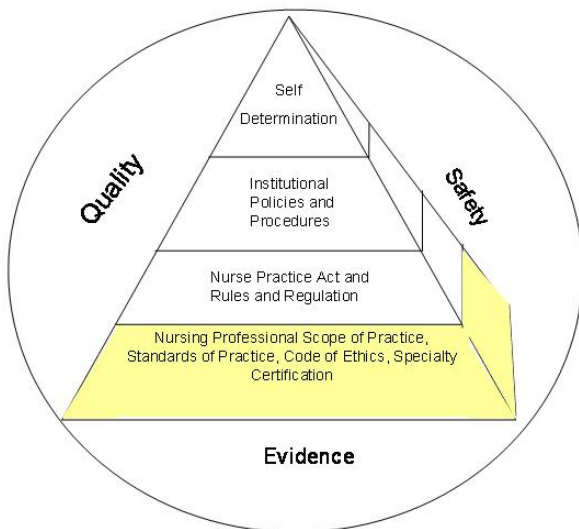 Self
Determination
Quality
Safety
Institutional
Policies and
Procedures
Nurse Practice Act and
Rules and Regulation
Nursing Professional Scope of Practice,
Standards of Practice, Code of Ethics, Specialty
Certification
Evidence